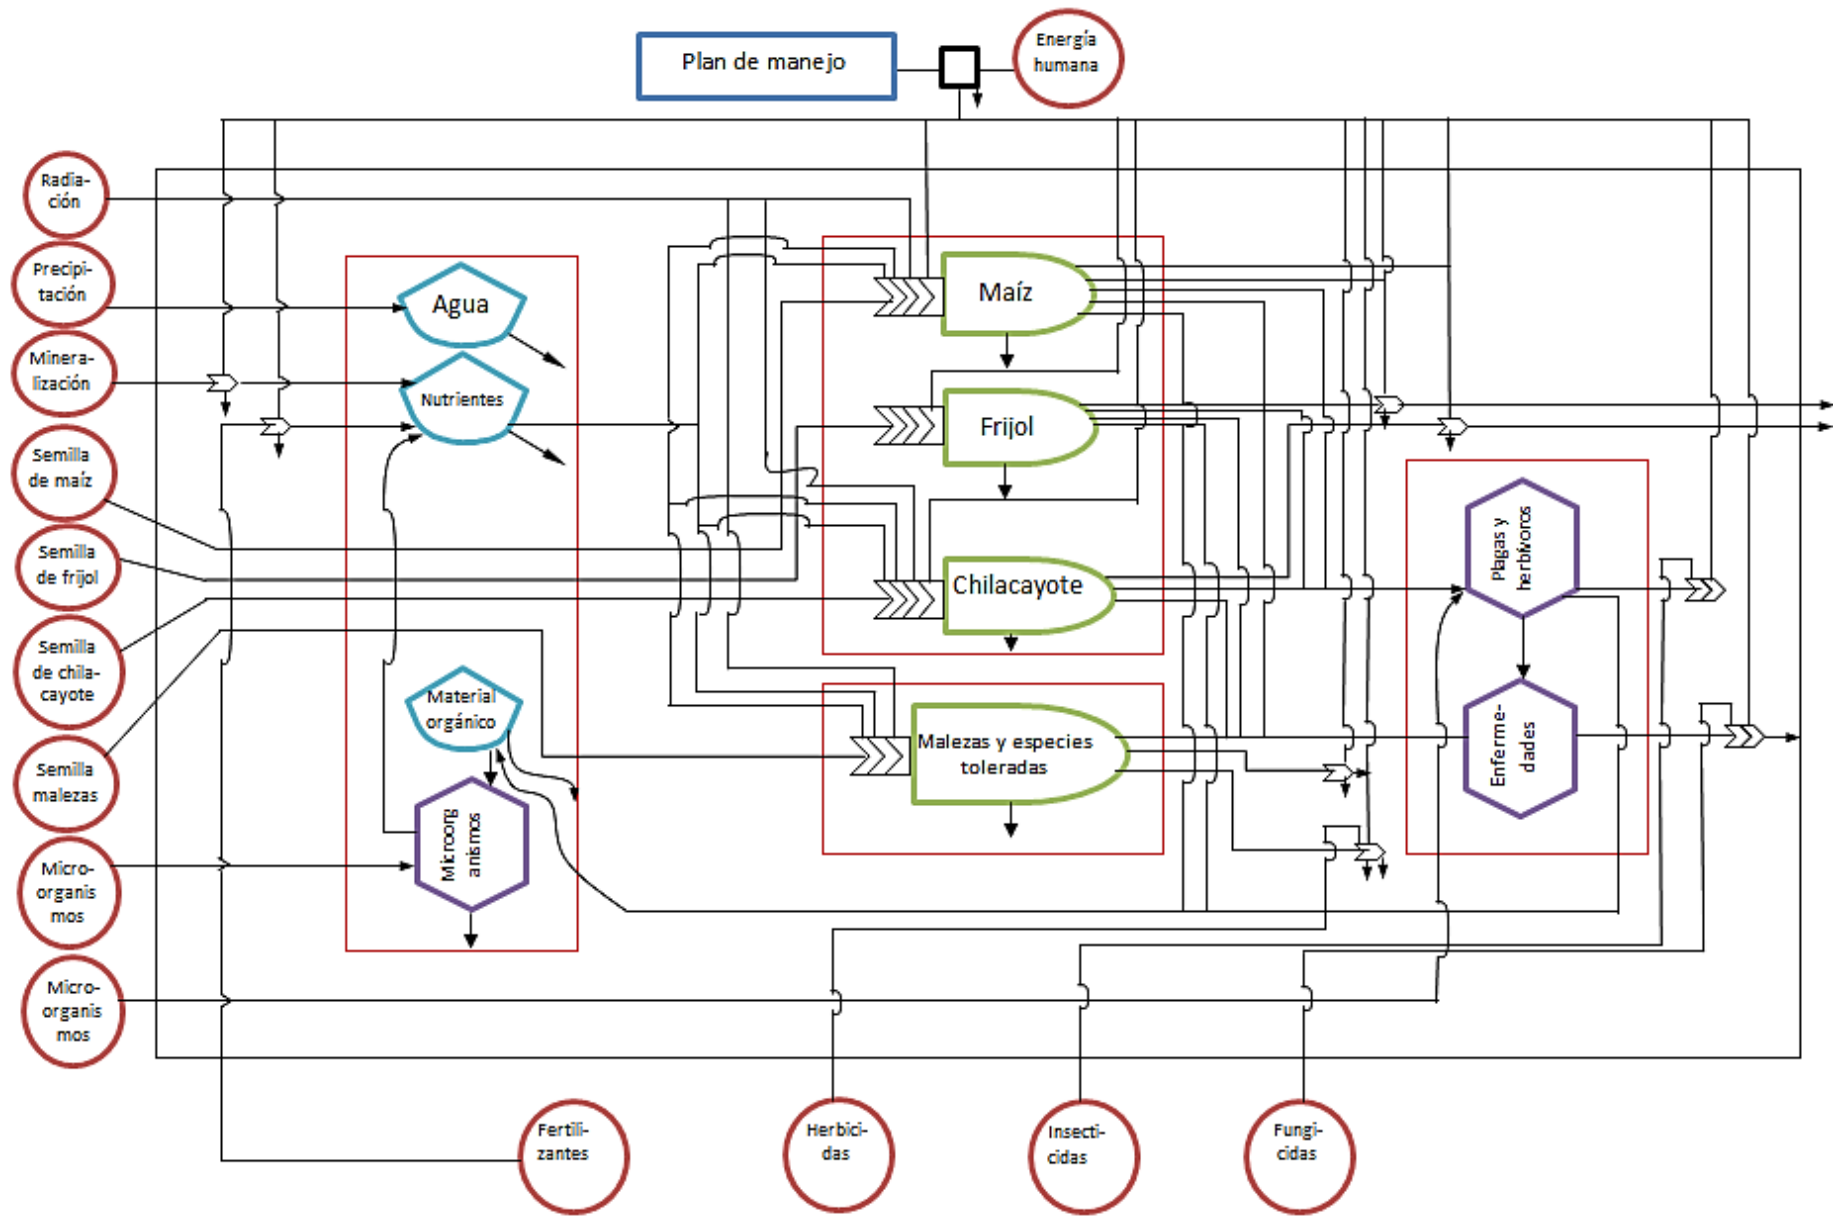 Plan de manejo
Energía
humana
Radia-
ción
Precipi-
tación
Minera-
lización
Semilla
de maíz
Semilla
de frijol
Semilla
de chila-
cayote
Semilla
malezas
Micro-
organis
mos
Micro-
organis
mos
Agua
Nutrientes
Material
orgánico
Microorg
anismos
Maíz
Frijol
Chilacayote
Malezas y especies
toleradas
Plagas y
herbívoros
Enferme-
dades
Fertili-
zantes
Herbici-
das
Insecti-
cidas
Fungi-
cidas